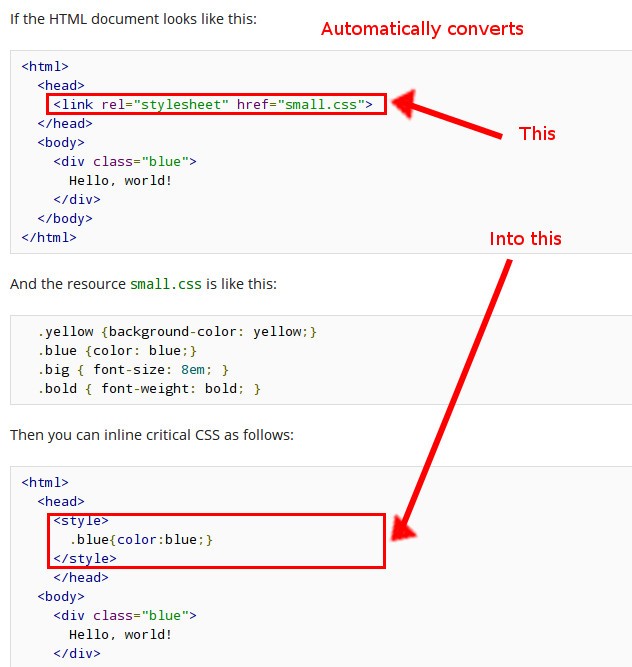 If the HTML document looks like this:
Automatically converts
<html>
<head>
<link rel="stylesheet" href="small.css">
This
</head>
<body>
<div class="blue">
Hello, world!
</div>
</body>
</html>
Into this
And the resource small.css is like this:
.yellow {background-color: yellow;}
.blue {color: blue;}
.big { font-size: 8em; }
.bold { font-weight: bold; }
Then you can inline critical CSS as follows:
<html>
<head>
<style>
.blue{color:blue;}
</style>
</head>
<body>
<div class="blue">
Hello, world!
</div>